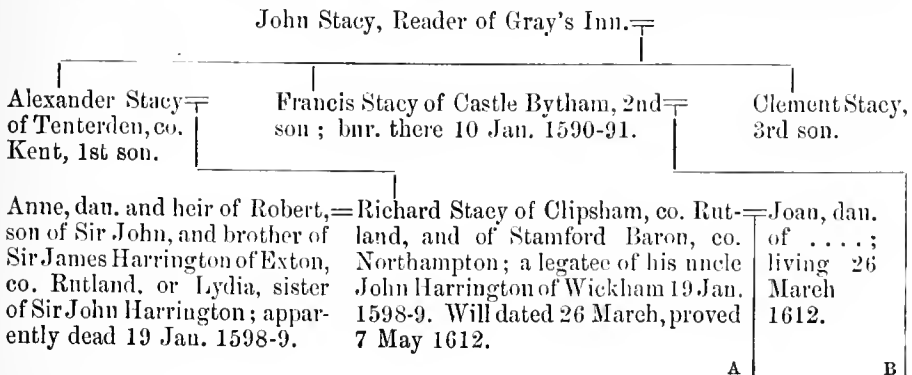 John Stacy, Reader of Gray's Inn.
Alexander Stacy
of Tenterden, co.
Kent, 1st son.
Francis Stacy of Castle Bytham, 2nd
son ; bur. there 10 Jan. 1590-91.
Clement Stacy,
3rd son.
Anne, dau. and heir of Robert,
son of Sir John, and brother of
Sir James Harrington of Exton,
co. Rutland, or Lydia, sister
of Sir John Harrington ; appar-
ently dead 19 Jan. 1598-9.
Richard Stacy of Clipsham, co. Rut-
land, and of Stamford Baron, co.
Northampton ; a legatee of his uncle
John Harrington of Wickham 19 Jan.
1598-9. Will dated 26 March, proved
7 May 1612.
Joan, dau.
of . . . . ;
living 26
March
1612.
A
B